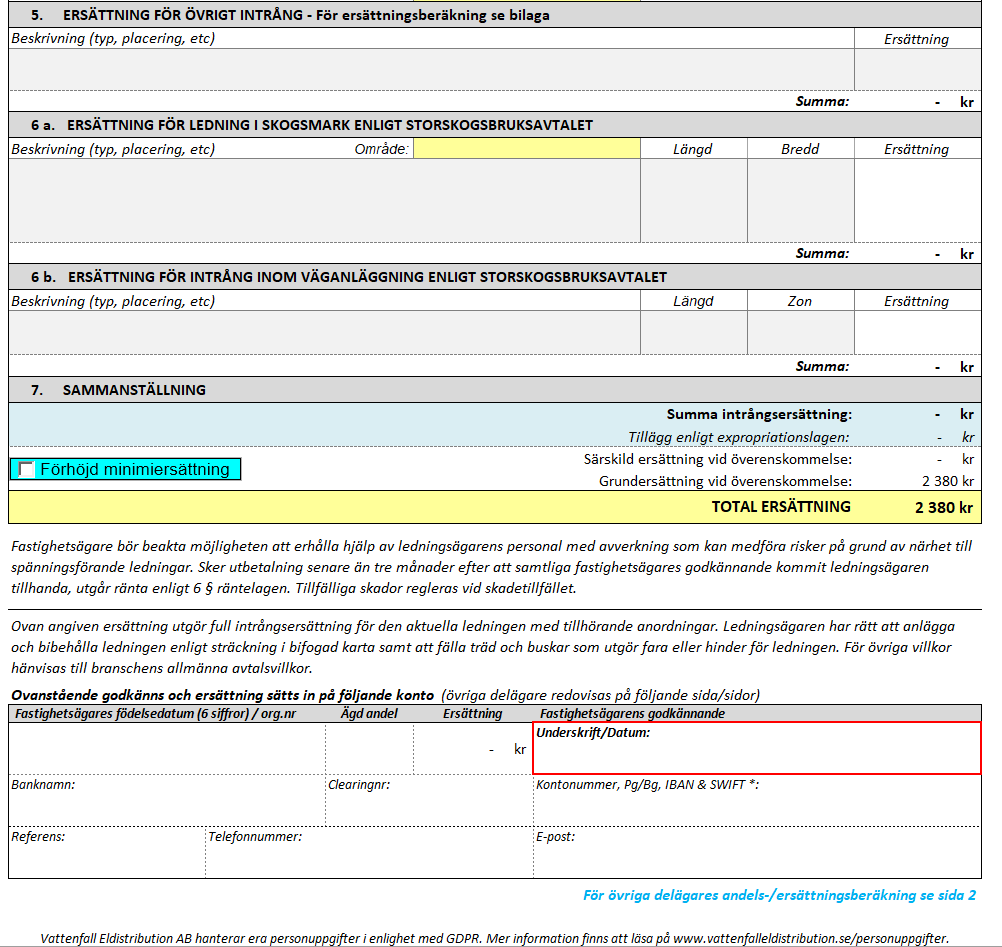 5. ERSÄTTNING FÖR ÖVRIGT INTRÅNG - För ersättningsberäkning se bilaga
Beskrivning (typ, placering, etc) Ersättning
Summa: - kr
6 a. ERSÄTTNING FÖR LEDNING I SKOGSMARK ENLIGT STORSKOGSBRUKSAVTALET
Beskrivning (typ, placering, etc) Område: Längd Bredd Ersättning
Summa: - kr
6 b. ERSÄTTNING FÖR INTRÅNG INOM VÄGANLÄGGNING ENLIGT STORSKOGSBRUKSAVTALET
Beskrivning (typ, placering, etc) Längd Zon Ersättning
Summa: - kr
7. SAMMANSTÄLLNING
Summa intrångsersättning: - kr
Tillägg enligt expropriationslagen: - kr
Förhöjd minimiersättning
Särskild ersättning vid överenskommelse: - kr
Grundersättning vid överenskommelse: 2 380 kr
TOTAL ERSÄTTNING 2 380 kr
Fastighetsägare bör beakta möjligheten att erhålla hjälp av ledningsägarens personal med avverkning som kan medföra risker på grund av närhet till
spänningsförande ledningar. Sker utbetalning senare än tre månader efter att samtliga fastighetsägares godkännande kommit ledningsägaren
tillhanda, utgår ränta enligt 6 § räntelagen. Tillfälliga skador regleras vid skadetillfället.
Ovan angiven ersättning utgör full intrångsersättning för den aktuella ledningen med tillhörande anordningar. Ledningsägaren har rätt att anlägga
och bibehålla ledningen enligt sträckning i bifogad karta samt att fälla träd och buskar som utgör fara eller hinder för ledningen. För övriga villkor
hänvisas till branschens allmänna avtalsvillkor.
Ovanstående godkänns och ersättning sätts in på följande konto (övriga delägare redovisas på följande sida/sidor)
Fastighetsägares födelsedatum (6 siffror) / org.nr Ägd andel Ersättning Fastighetsägarens godkännande
Underskrift/Datum:
- kr
Banknamn: Clearingnr: Kontonummer, Pg/Bg, IBAN & SWIFT *:
Referens: Telefonnummer: E-post:
För övriga delägares andels-/ersättningsberäkning se sida 2
Vattenfall Eldistribution AB hanterar era personuppgifter i enlighet med GDPR. Mer information finns att läsa på www.vattenfalleldistribution.se/personuppgifter.